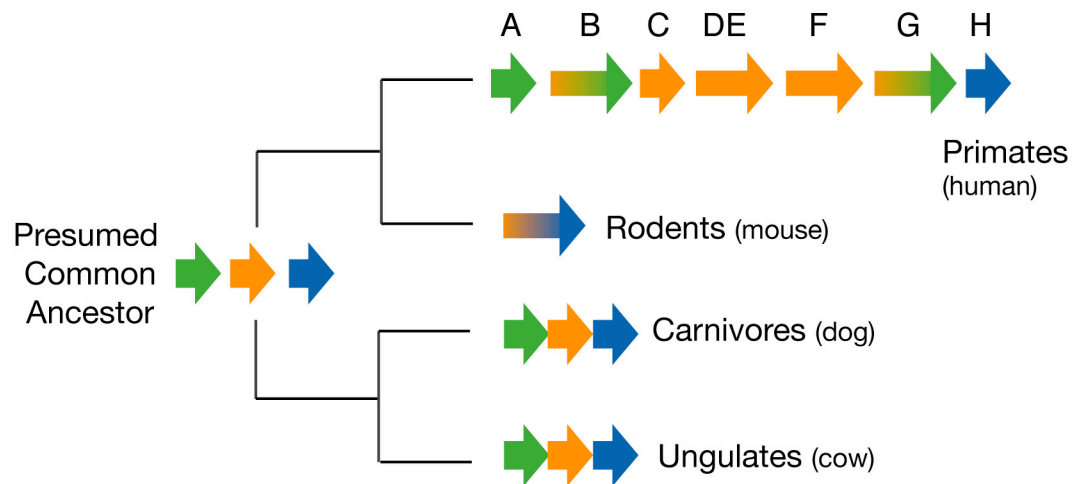 A B C DE F G H
Primates
(human)
Presumed
Common
Ancestor
Rodents (mouse)
Carnivores (dog)
Ungulates (cow)